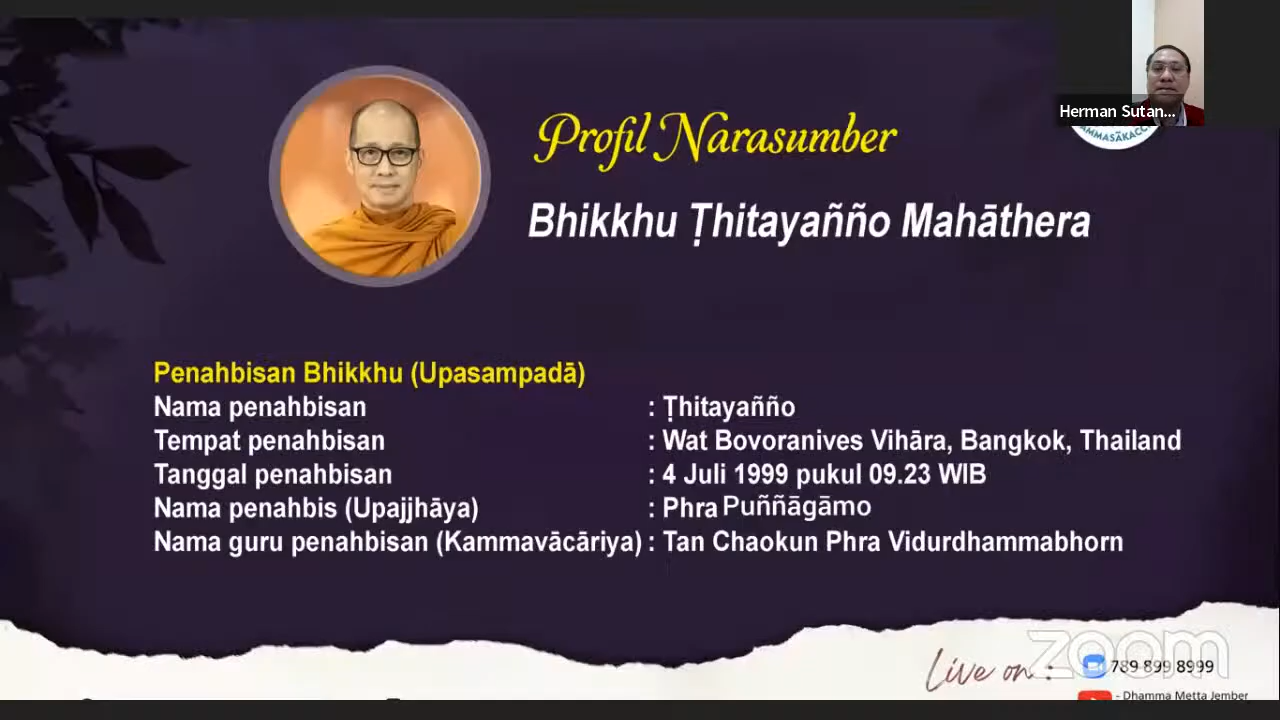 Profil Narasumber
Herman Sutan...
Bhikkhu Ṭhitayañño Mahāthera
Penahbisan Bhikkhu (Upasampadā)
Nama penahbisan : Ṭhitayañño
Tempat penahbisan : Wat Bovoranives Vihāra, Bangkok, Thailand
Tanggal penahbisan : 4 Juli 1999 pukul 09.23 WIB
Nama penahbis (Upajjhāya) : Phra Puññāgāmo
Nama guru penahbisan (Kammavācāriya) : Tan Chaokun Phra Vidurdhammabhorn
Live on :
zoom
789 899 8999
- Dhamma Metta Jember